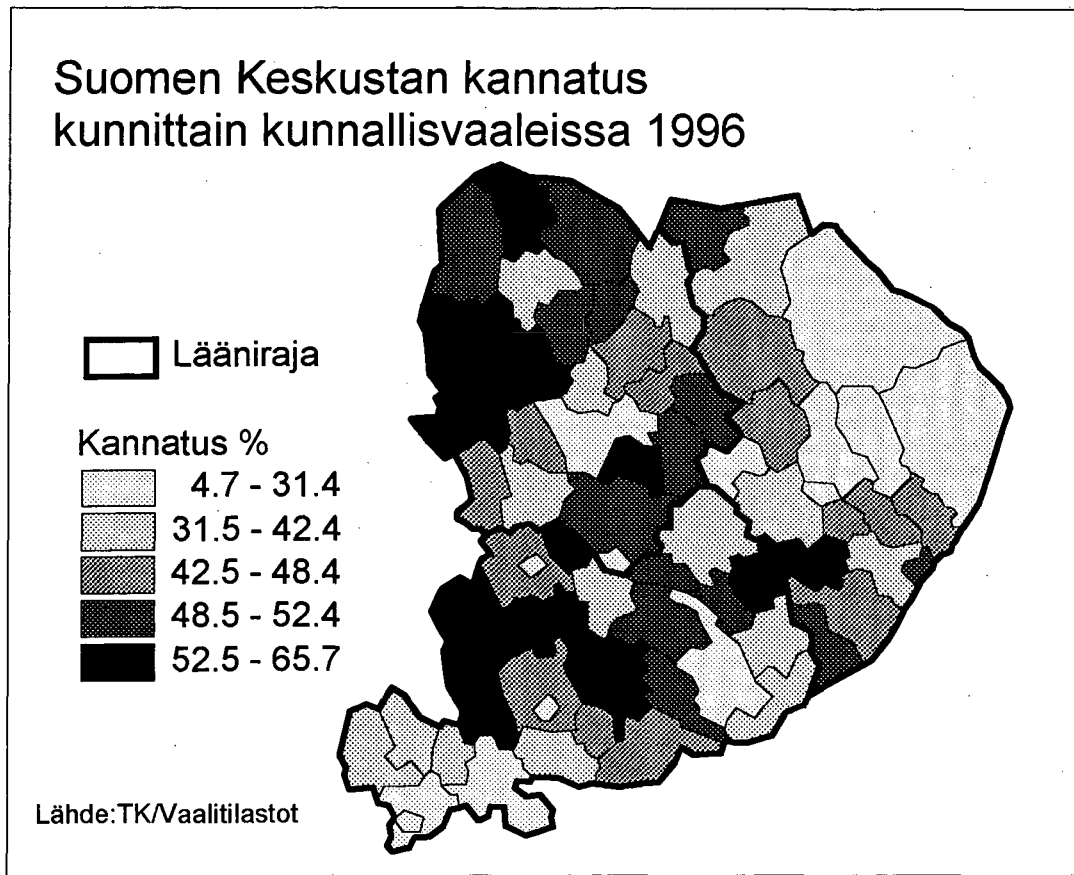 Suomen Keskustan kannatus
kunnittain kunnallisvaaleissa 1996
Lääniraja
Kannatus %
4.7 - 31.4
31.5 - 42.4
42.5 - 48.4
48.5 - 52.4
52.5 - 65.7
Lähde:TK/Vaalitilastot